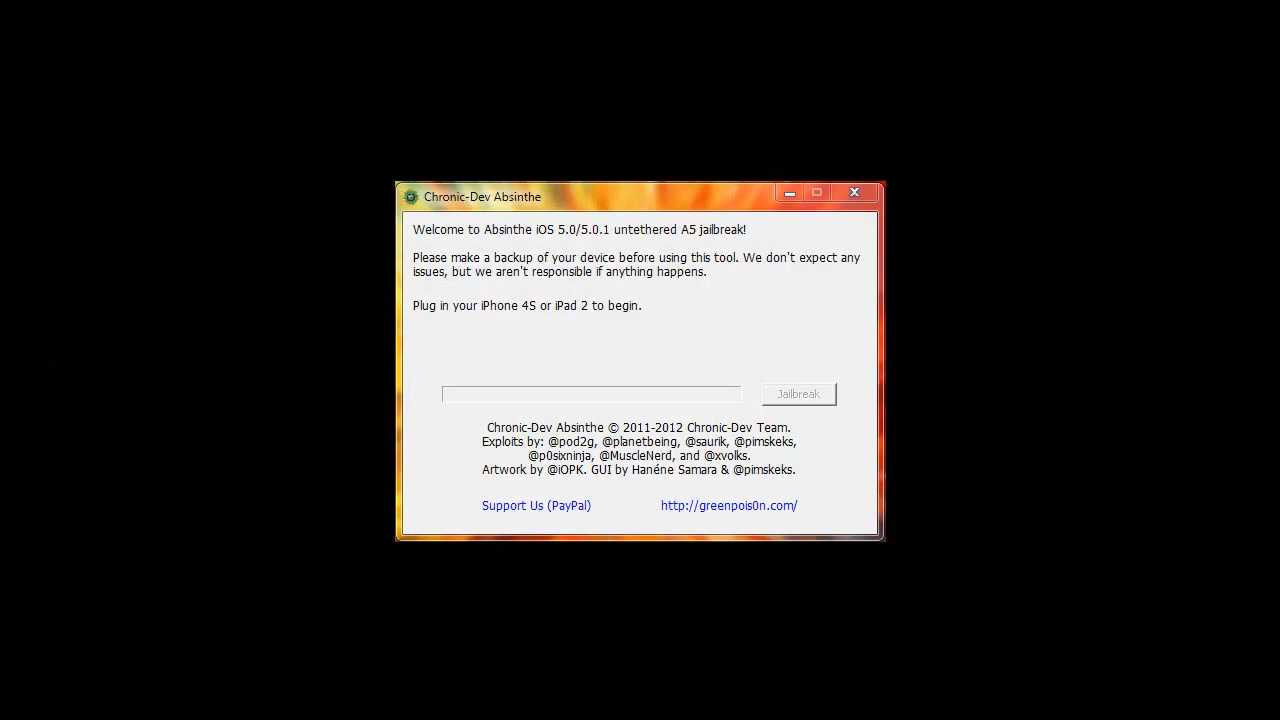 Chronic-Dev Absinthe
Welcome to Absinthe iOS 5.0/5.0.1 untethered A5 jailbreak!
Please make a backup of your device before using this tool. We don't expect any
issues, but we aren't responsible if anything happens.
Plug in your iPhone 4S or iPad 2 to begin.
Jailbreak
Chronic-Dev Absinthe © 2011-2012 Chronic-Dev Team.
Exploits by: @pod2g, @planetbeing, @saurik, @pimskeks,
@p0sixninja, @MuscleNerd, and @xvolks.
Artwork by @iOPK. GUI by Hanéne Samara & @pimskeks.
Support Us (PayPal) http://greenpois0n.com/